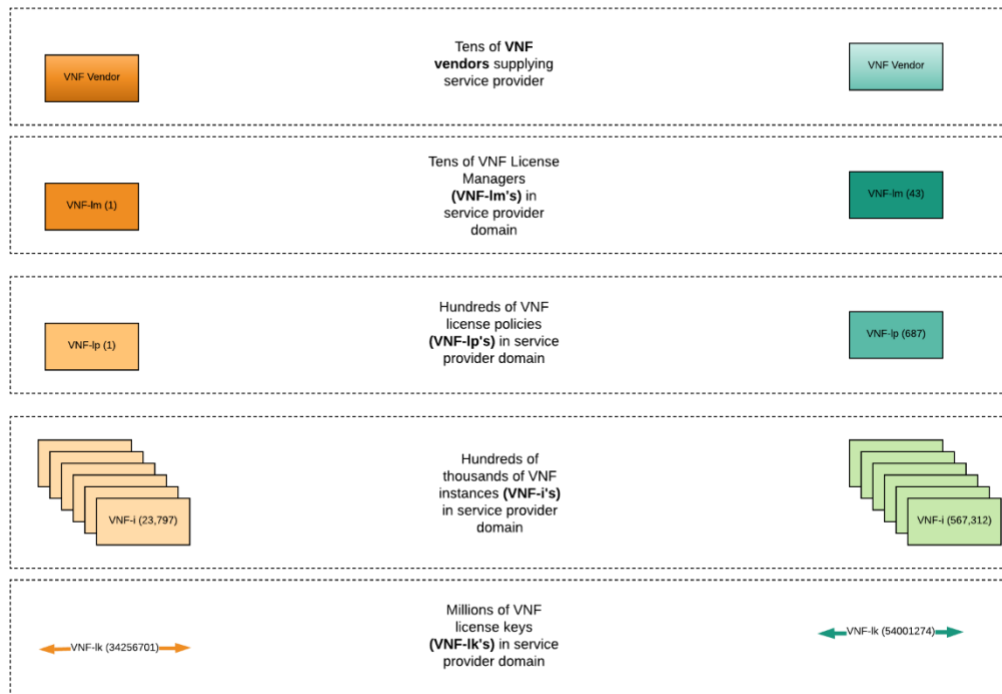 VNF Vendor
Tens of VNF
vendors supplying
service provider
VNF Vendor
VNF-lm (1)
Tens of VNF License
Managers
(VNF-lm's) in
service provider
domain
VNF-lm (43)
VNF-lp (1)
Hundreds of VNF
license policies
(VNF-lp's) in service
provider domain
VNF-lp (687)
VNF-i (23,797)
Hundreds of
thousands of VNF
instances (VNF-i's)
in service provider
domain
VNF-i (567,312)
VNF-lk (34256701)
Millions of VNF
license keys
(VNF-lk's) in service
provider domain
VNF-lk (54001274)